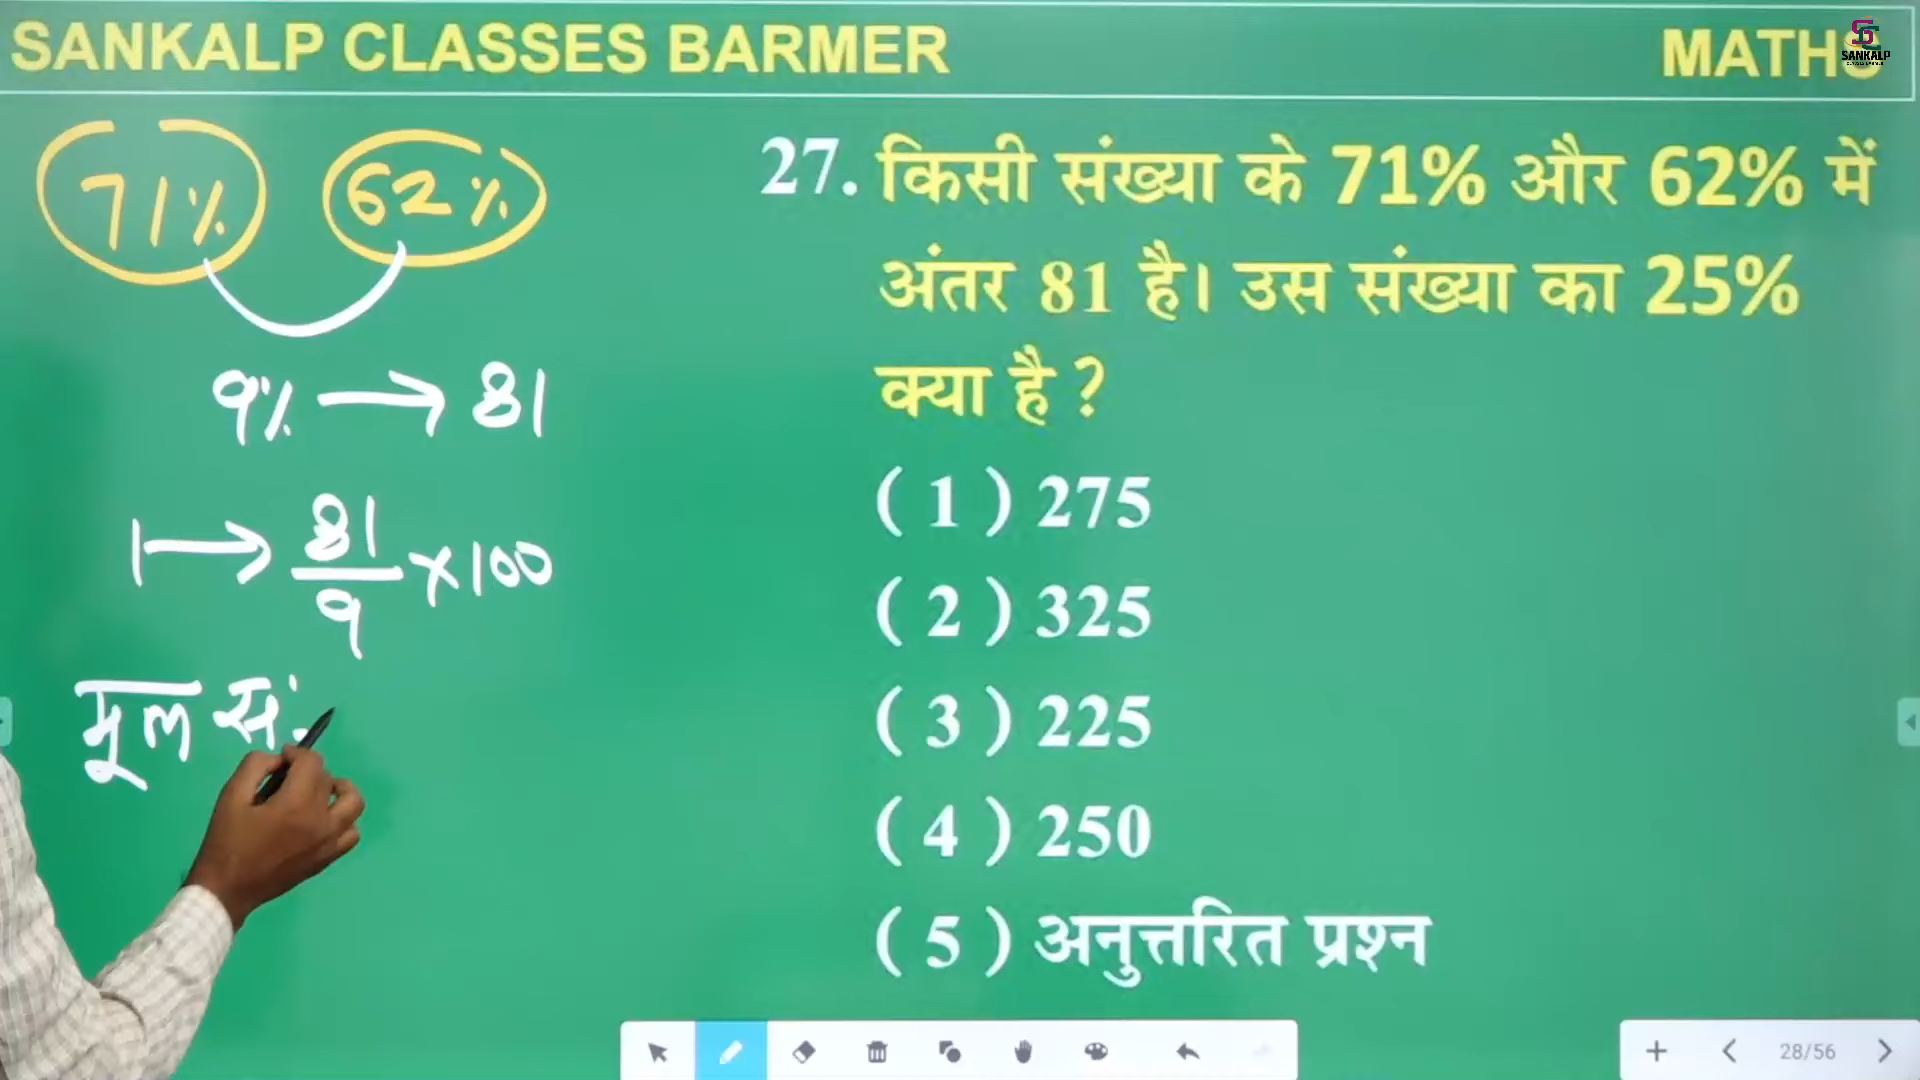 SANKALP CLASSES BARMER
MATHS
SANKALP
71%
62%
9% → 81
1 → 81/9 × 100
मूल सं
27. किसी संख्या के 71% और 62% में
अंतर 81 है। उस संख्या का 25%
क्या है ?
( 1 ) 275
( 2 ) 325
( 3 ) 225
( 4 ) 250
( 5 ) अनुत्तरित प्रश्न
28/56